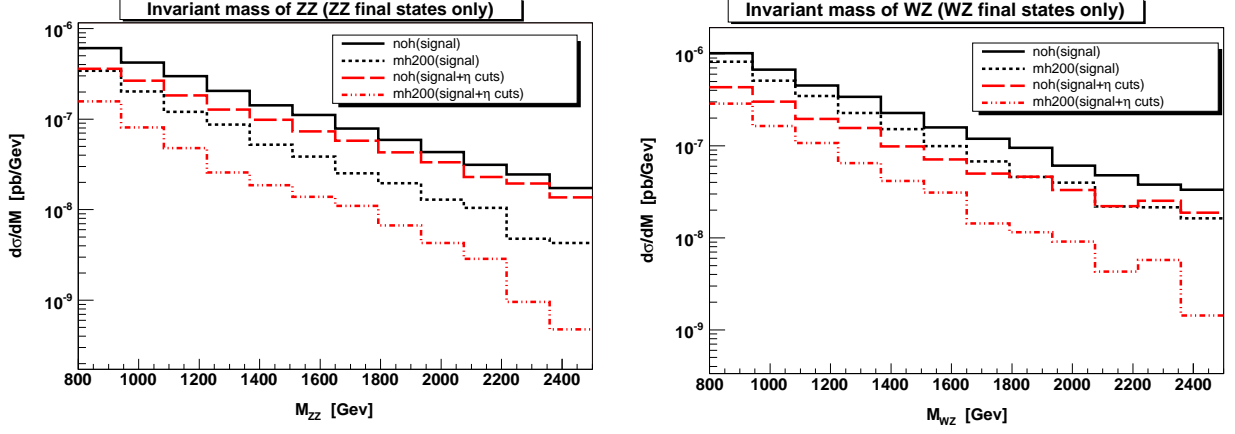 Invariant mass of ZZ (ZZ final states only)
noh(signal)
mh200(signal)
noh(signal+η cuts)
mh200(signal+η cuts)
dσ/dM [pb/Gev]
10⁻⁶
10⁻⁷
10⁻⁸
10⁻⁹
800 1000 1200 1400 1600 1800 2000 2200 2400
M_ZZ [Gev]
Invariant mass of WZ (WZ final states only)
noh(signal)
mh200(signal)
noh(signal+η cuts)
mh200(signal+η cuts)
dσ/dM [pb/Gev]
10⁻⁶
10⁻⁷
10⁻⁸
10⁻⁹
800 1000 1200 1400 1600 1800 2000 2200 2400
M_WZ [Gev]